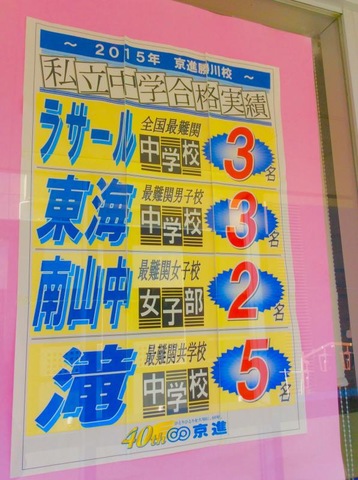 ～ 2015年 京進勝川校 ～
私立中学合格実績
ラサール 全国最難関 中学校 3名
東海 最難関男子校 中学校 3名
南山中 最難関女子校 女子部 2名
滝 最難関共学校 中学校 5名
40th 京進